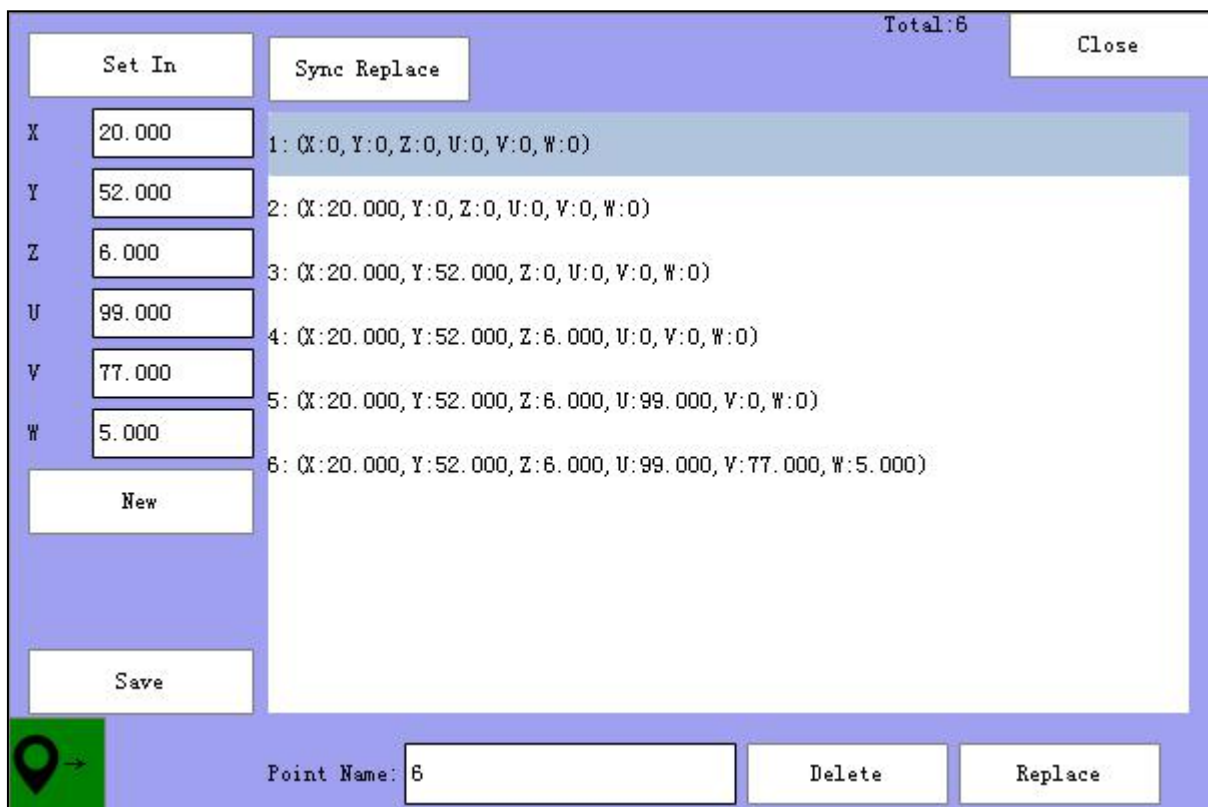 Total:6
Close
Set In
Sync Replace
X 20.000
Y 52.000
Z 6.000
U 99.000
V 77.000
W 5.000
New
Save
1: (X:0, Y:0, Z:0, U:0, V:0, W:0)
2: (X:20.000, Y:0, Z:0, U:0, V:0, W:0)
3: (X:20.000, Y:52.000, Z:0, U:0, V:0, W:0)
4: (X:20.000, Y:52.000, Z:6.000, U:0, V:0, W:0)
5: (X:20.000, Y:52.000, Z:6.000, U:99.000, V:0, W:0)
6: (X:20.000, Y:52.000, Z:6.000, U:99.000, V:77.000, W:5.000)
Point Name: 6
Delete
Replace